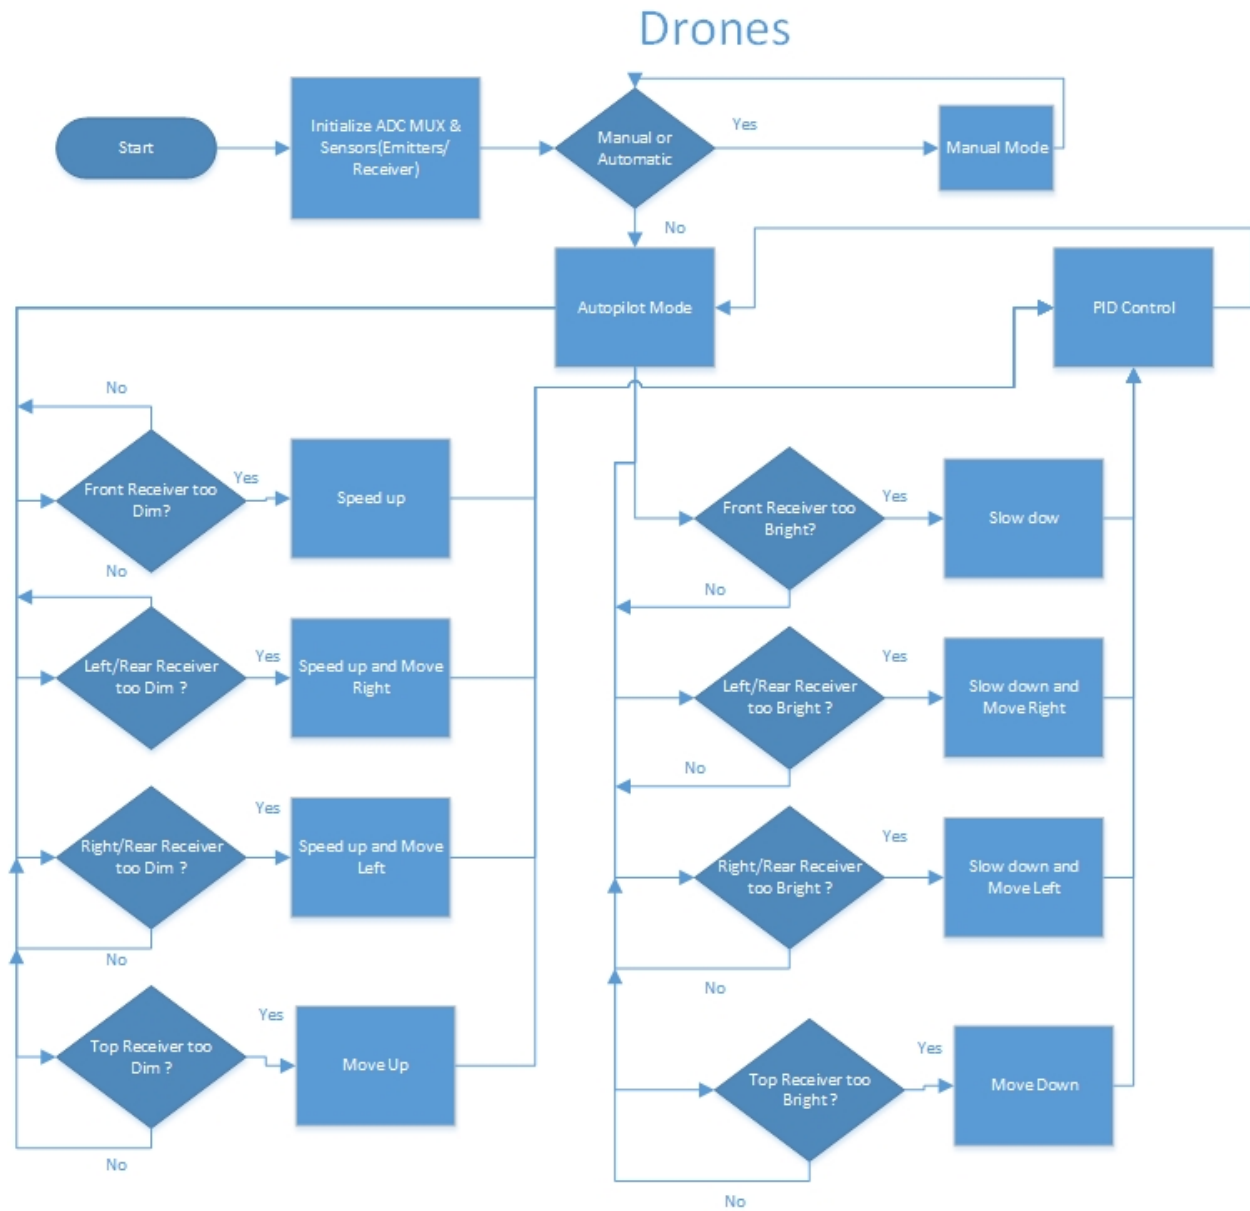 Drones
Start
Initialize ADC MUX &
Sensors(Emitters/
Receiver)
Manual or
Automatic
Yes
Manual Mode
No
Autopilot Mode
PID Control
No
Front Receiver too
Dim?
Yes
Speed up
No
Left/Rear Receiver
too Dim ?
Yes
Speed up and Move
Right
Right/Rear Receiver
too Dim ?
Yes
Speed up and Move
Left
No
Top Receiver too
Dim ?
Yes
Move Up
No
Front Receiver too
Bright?
Yes
Slow dow
No
Left/Rear Receiver
too Bright ?
Yes
Slow down and
Move Right
No
Right/Rear Receiver
too Bright ?
Yes
Slow down and
Move Left
No
Top Receiver too
Bright ?
Yes
Move Down
No